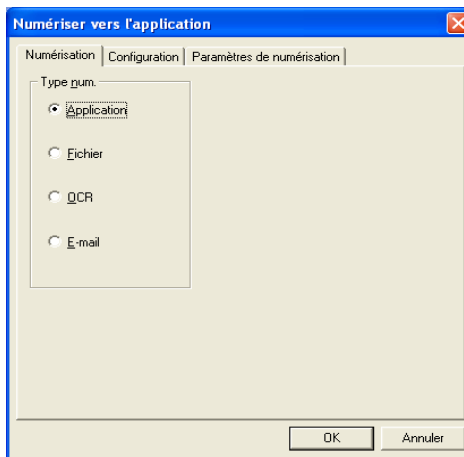 Numériser vers l'application
Numérisation Configuration Paramètres de numérisation
Type num.
Application
Fichier
OCR
E-mail
OK Annuler